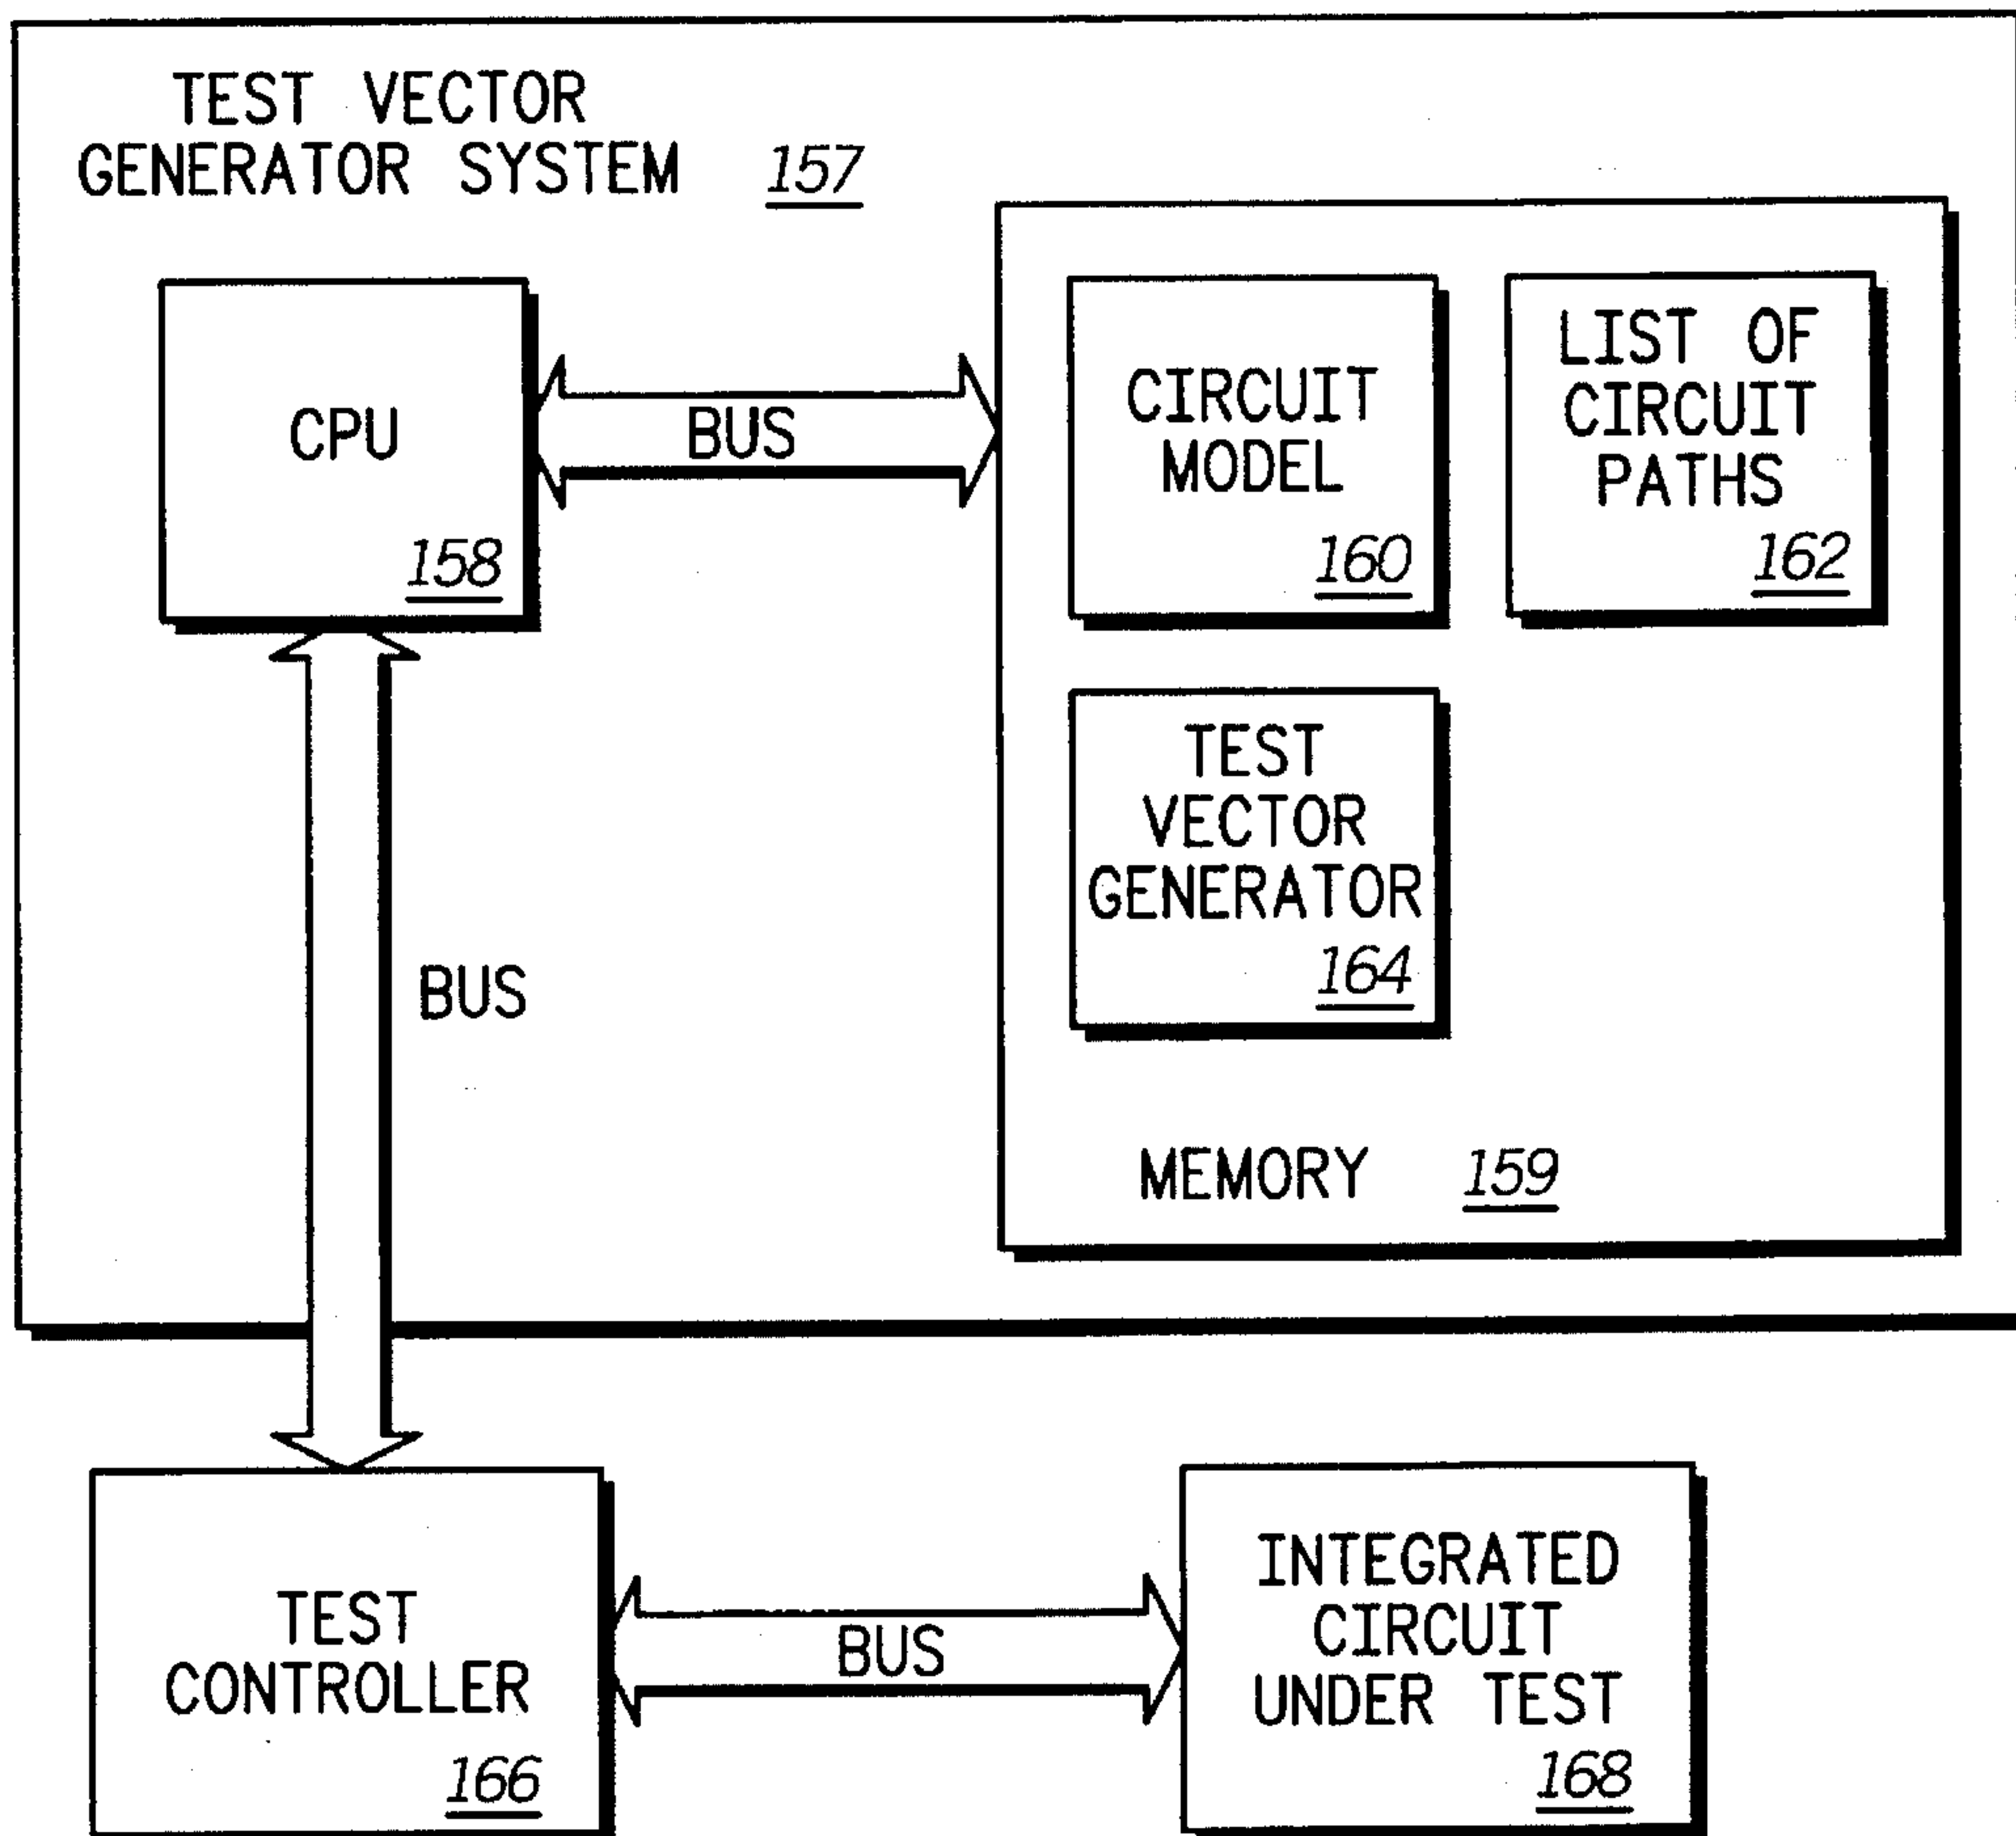 TEST VECTOR
GENERATOR SYSTEM 157
CPU
158
BUS
CIRCUIT
MODEL
160
LIST OF
CIRCUIT
PATHS
162
TEST
VECTOR
GENERATOR
164
MEMORY 159
BUS
TEST
CONTROLLER
166
BUS
INTEGRATED
CIRCUIT
UNDER TEST
168